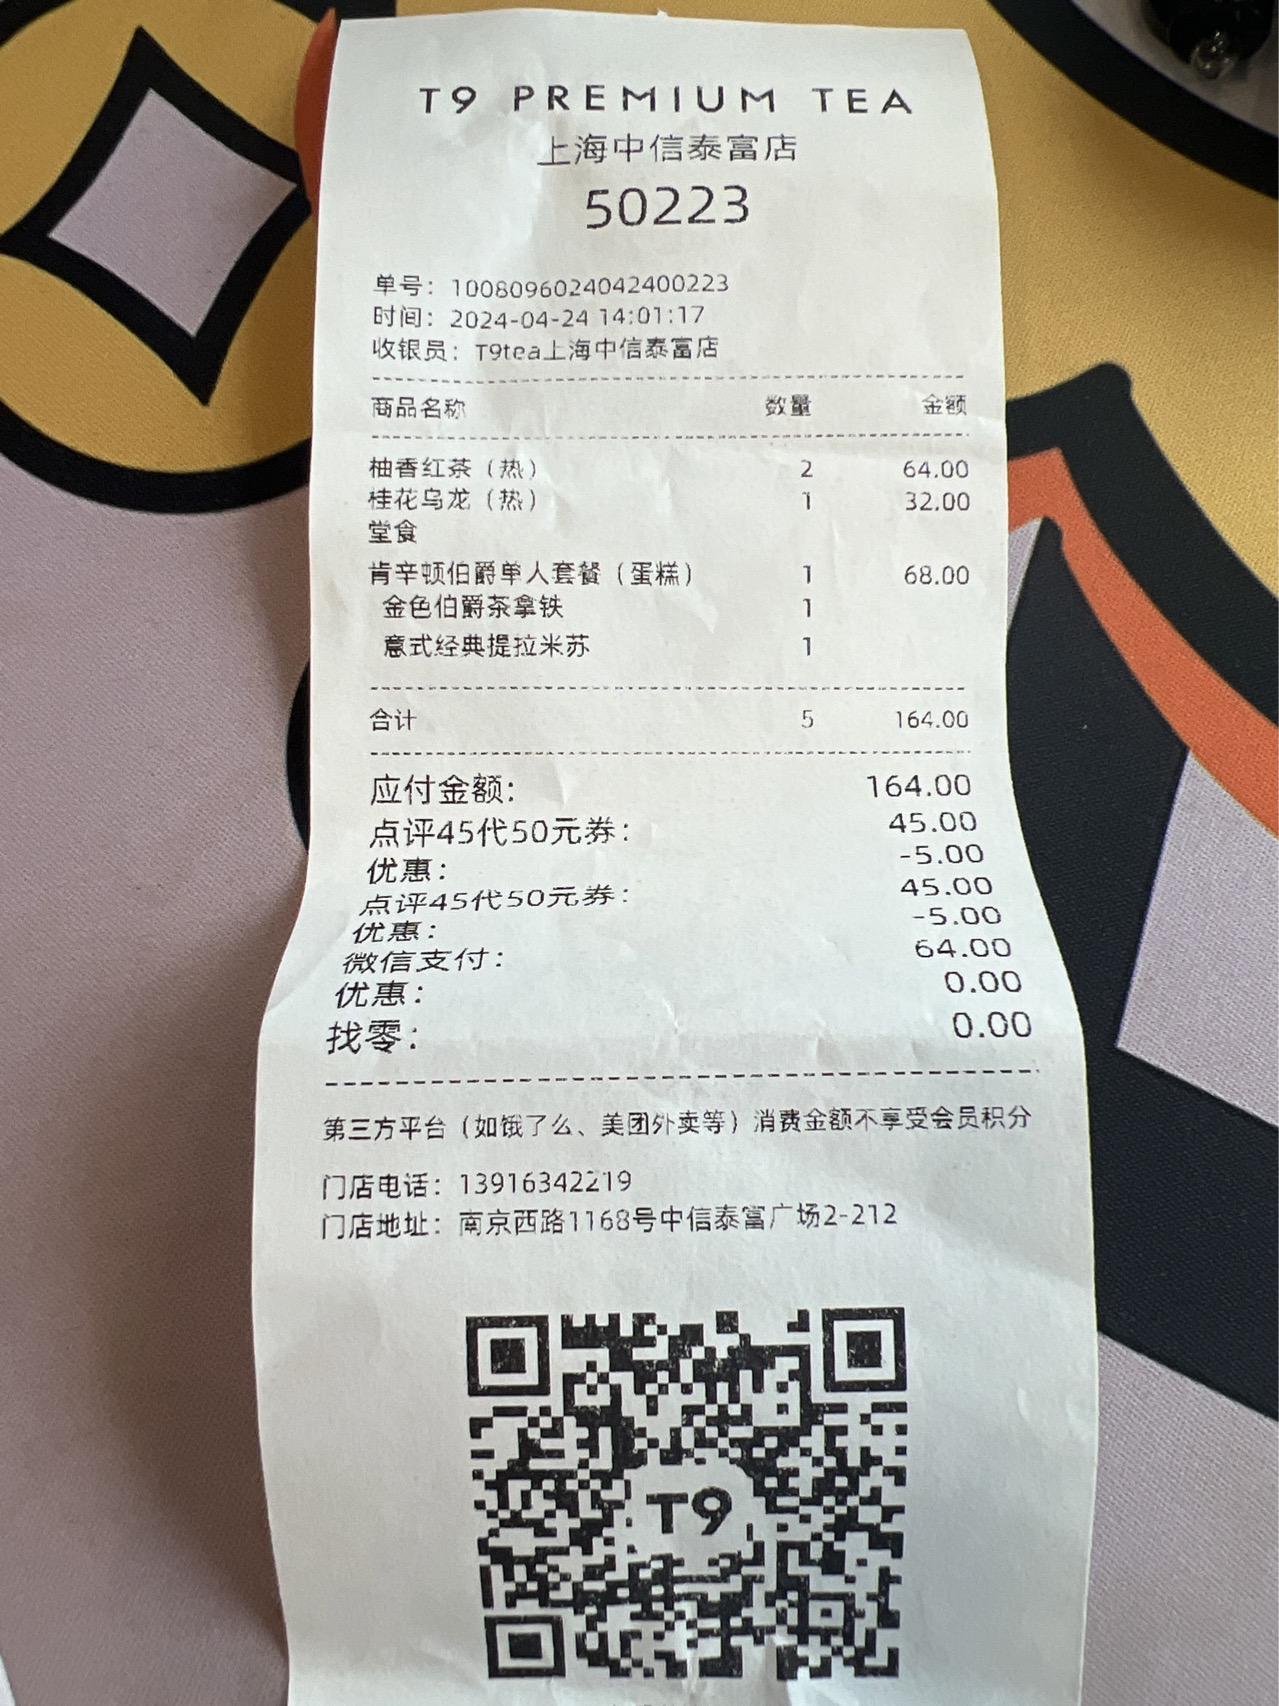 T9 PREMIUM TEA
上海中信泰富店
50223
单号：1008096024042400223
时间：2024-04-24 14:01:17
收银员：T9tea上海中信泰富店
商品名称 数量 金额
柚香红茶（热） 2 64.00
桂花乌龙（热） 1 32.00
堂食
肯辛顿伯爵单人套餐（蛋糕） 1 68.00
金色伯爵茶拿铁 1
意式经典提拉米苏 1
合计 5 164.00
应付金额： 164.00
点评45代50元券： 45.00
优惠： -5.00
点评45代50元券： 45.00
优惠： -5.00
微信支付： 64.00
优惠： 0.00
找零： 0.00
第三方平台（如饿了么、美团外卖等）消费金额不享受会员积分
门店电话：13916342219
门店地址：南京西路1168号中信泰富广场2-212
T9